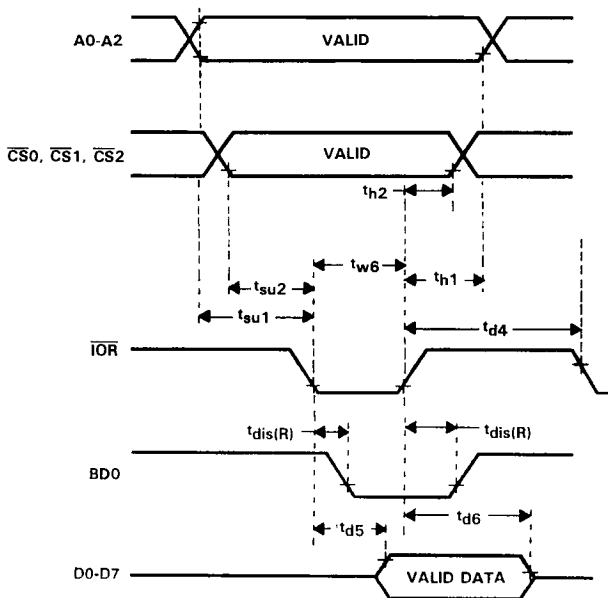 A0-A2
VALID
CS0, CS1, CS2
VALID
th2
tw6
tsu2
th1
tsu1
td4
IOR
tdis(R)
tdis(R)
BD0
td6
td5
D0-D7
VALID DATA